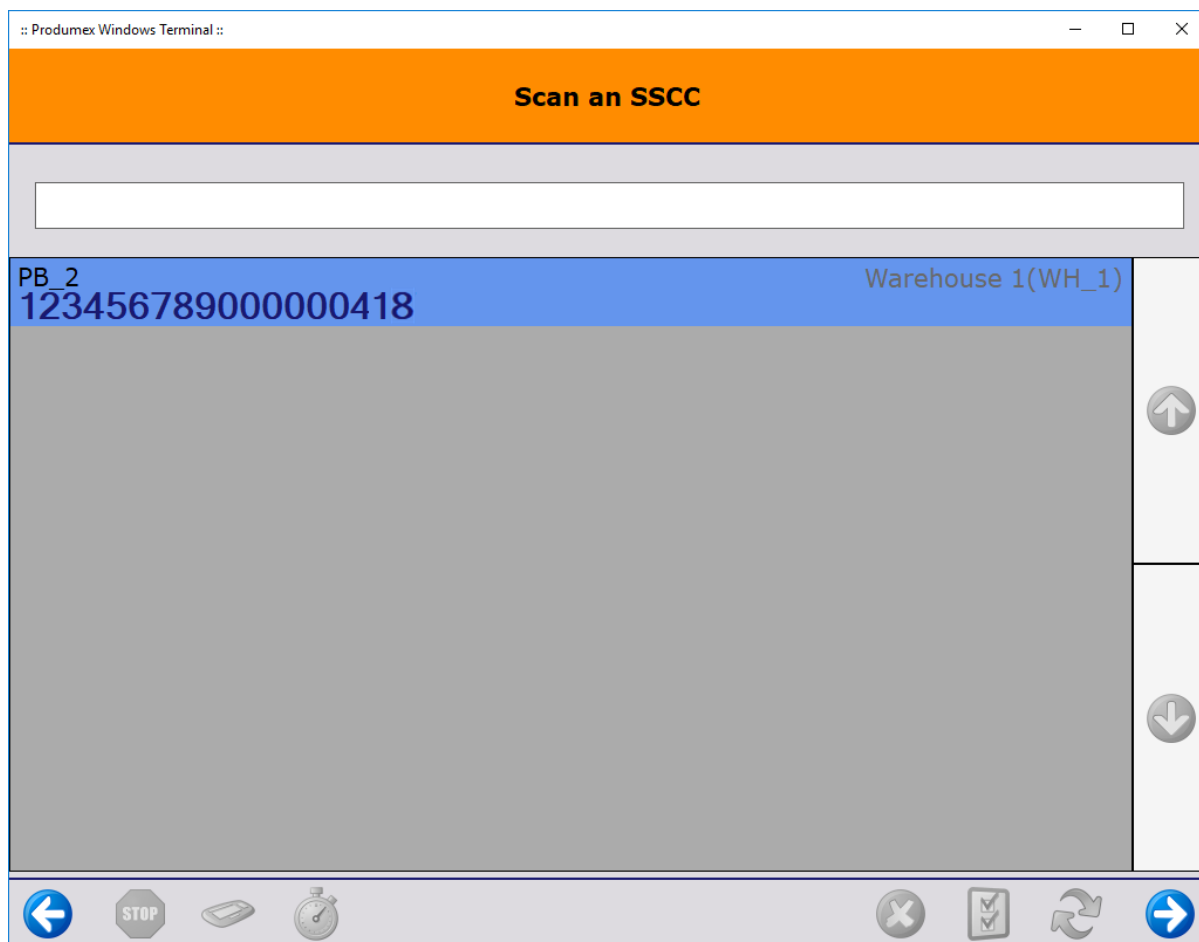 :: Produmex Windows Terminal ::
Scan an SSCC
PB_2 Warehouse 1(WH_1)
123456789000000418
STOP